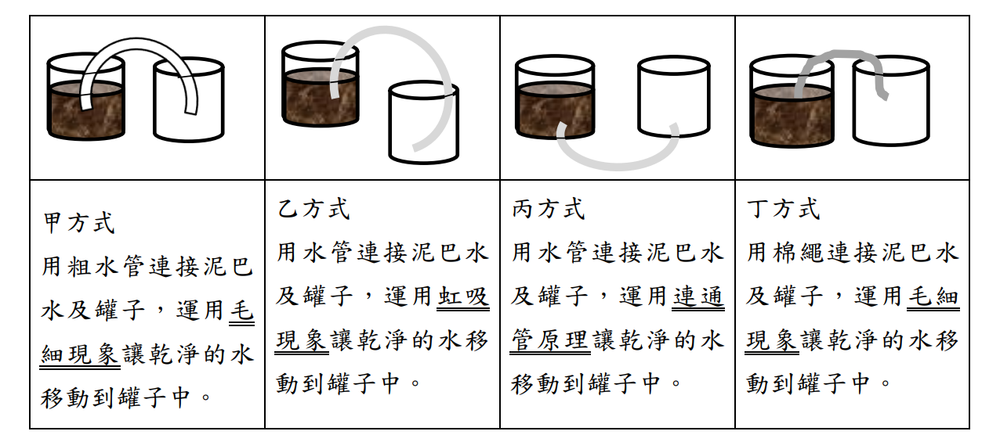 甲方式
用粗水管連接泥巴
水及罐子，運用毛
細現象讓乾淨的水
移動到罐子中。
乙方式
用水管連接泥巴水
及罐子，運用虹吸
現象讓乾淨的水移
動到罐子中。
丙方式
用水管連接泥巴水
及罐子，運用連通
管原理讓乾淨的水
移動到罐子中。
丁方式
用棉繩連接泥巴水
及罐子，運用毛細
現象讓乾淨的水移
動到罐子中。